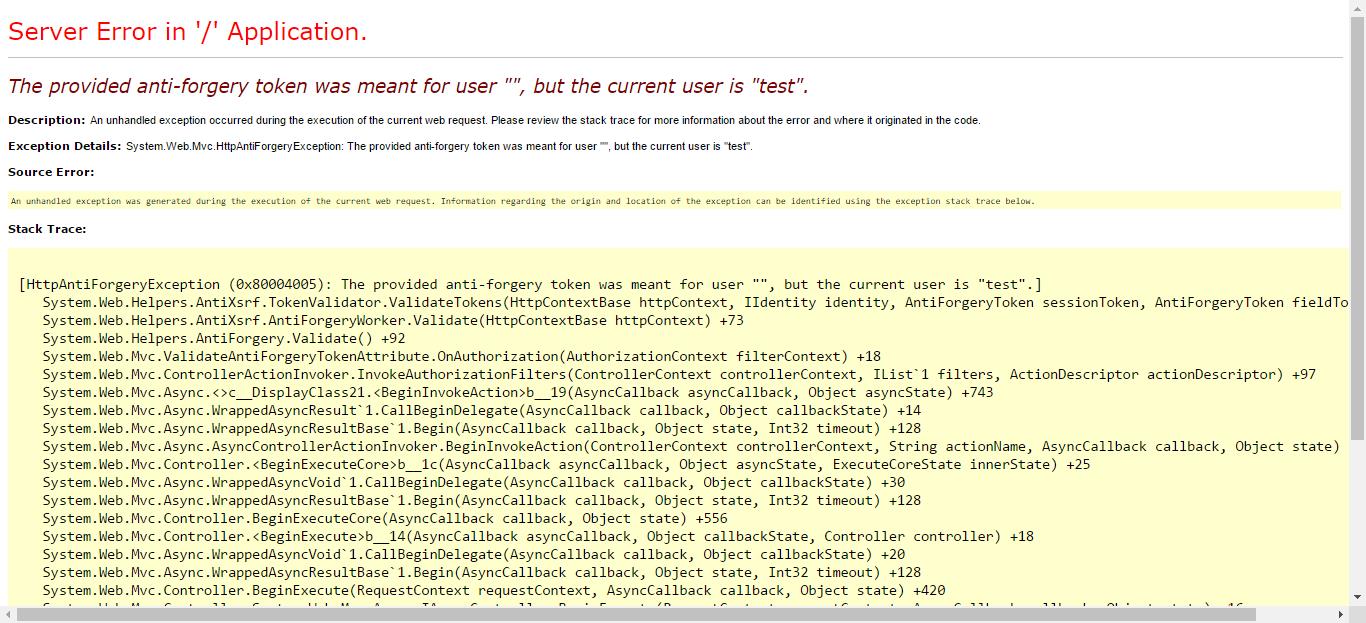 Server Error in '/' Application.
The provided anti-forgery token was meant for user "", but the current user is "test".
Description: An unhandled exception occurred during the execution of the current web request. Please review the stack trace for more information about the error and where it originated in the code.
Exception Details: System.Web.Mvc.HttpAntiForgeryException: The provided anti-forgery token was meant for user "", but the current user is "test".
Source Error:
An unhandled exception was generated during the execution of the current web request. Information regarding the origin and location of the exception can be identified using the exception stack trace below.
Stack Trace:
[HttpAntiForgeryException (0x80004005): The provided anti-forgery token was meant for user "", but the current user is "test".]
System.Web.Helpers.AntiXsrf.TokenValidator.ValidateTokens(HttpContextBase httpContext, IIdentity identity, AntiForgeryToken sessionToken, AntiForgeryToken fieldTo
System.Web.Helpers.AntiXsrf.AntiForgeryWorker.Validate(HttpContextBase httpContext) +73
System.Web.Helpers.AntiForgery.Validate() +92
System.Web.Mvc.ValidateAntiForgeryTokenAttribute.OnAuthorization(AuthorizationContext filterContext) +18
System.Web.Mvc.ControllerActionInvoker.InvokeAuthorizationFilters(ControllerContext controllerContext, IList`1 filters, ActionDescriptor actionDescriptor) +97
System.Web.Mvc.Async.<>c__DisplayClass21.<BeginInvokeAction>b__19(AsyncCallback asyncCallback, Object asyncState) +743
System.Web.Mvc.Async.WrappedAsyncResult`1.CallBeginDelegate(AsyncCallback callback, Object callbackState) +14
System.Web.Mvc.Async.WrappedAsyncResultBase`1.Begin(AsyncCallback callback, Object state, Int32 timeout) +128
System.Web.Mvc.Async.AsyncControllerActionInvoker.BeginInvokeAction(ControllerContext controllerContext, String actionName, AsyncCallback callback, Object state)
System.Web.Mvc.Controller.<BeginExecuteCore>b__1c(AsyncCallback asyncCallback, Object asyncState, ExecuteCoreState innerState) +25
System.Web.Mvc.Async.WrappedAsyncVoid`1.CallBeginDelegate(AsyncCallback callback, Object callbackState) +30
System.Web.Mvc.Async.WrappedAsyncResultBase`1.Begin(AsyncCallback callback, Object state, Int32 timeout) +128
System.Web.Mvc.Controller.BeginExecuteCore(AsyncCallback callback, Object state) +556
System.Web.Mvc.Controller.<BeginExecute>b__14(AsyncCallback asyncCallback, Object callbackState, Controller controller) +18
System.Web.Mvc.Async.WrappedAsyncVoid`1.CallBeginDelegate(AsyncCallback callback, Object callbackState) +20
System.Web.Mvc.Async.WrappedAsyncResultBase`1.Begin(AsyncCallback callback, Object state, Int32 timeout) +128
System.Web.Mvc.Controller.BeginExecute(RequestContext requestContext, AsyncCallback callback, Object state) +420